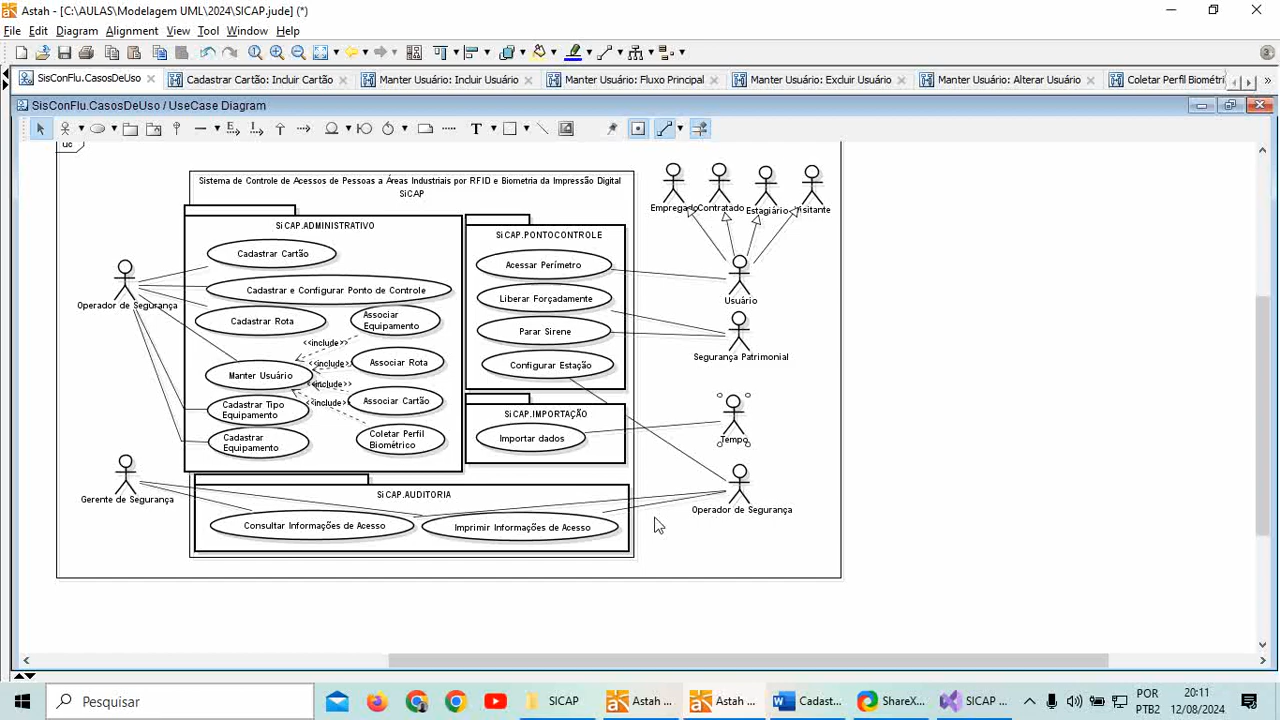 Astah - [C:\AULAS\Modelagem UML\2024\SICAP.jude] (*)
File Edit Diagram Alignment View Tool Window Help
SisConFlu.CasosDeUso
Cadastrar Cartão: Incluir Cartão
Manter Usuário: Incluir Usuário
Manter Usuário: Fluxo Principal
Manter Usuário: Excluir Usuário
Manter Usuário: Alterar Usuário
Coletar Perfil Biométri
SisConFlu.CasosDeUso / UseCase Diagram
uc
Sistema de Controle de Acessos de Pessoas a Áreas Industriais por RFID e Biometria da Impressão Digital
SiCAP
SiCAP.ADMINISTRATIVO
Cadastrar Cartão
Cadastrar e Configurar Ponto de Controle
Cadastrar Rota
Associar
Equipamento
<<include>>
Associar Rota
<<include>>
Manter Usuário
<<include>>
Associar Cartão
<<include>>
Cadastrar Tipo
Equipamento
Coletar Perfil
Biométrico
Cadastrar
Equipamento
Operador de Segurança
Gerente de Segurança
SiCAP.PONTOCONTROLE
Acessar Perímetro
Liberar Forçadamente
Parar Sirene
Configurar Estação
SiCAP.IMPORTAÇÃO
Importar dados
SiCAP.AUDITORIA
Consultar Informações de Acesso
Imprimir Informações de Acesso
Empregado
Contratado
Estagiário
Visitante
Usuário
Segurança Patrimonial
Tempo
Operador de Segurança
Pesquisar
SICAP
Astah ...
Astah ...
Cadast...
ShareX...
SICAP ...
POR
PTB2
20:11
12/08/2024
3